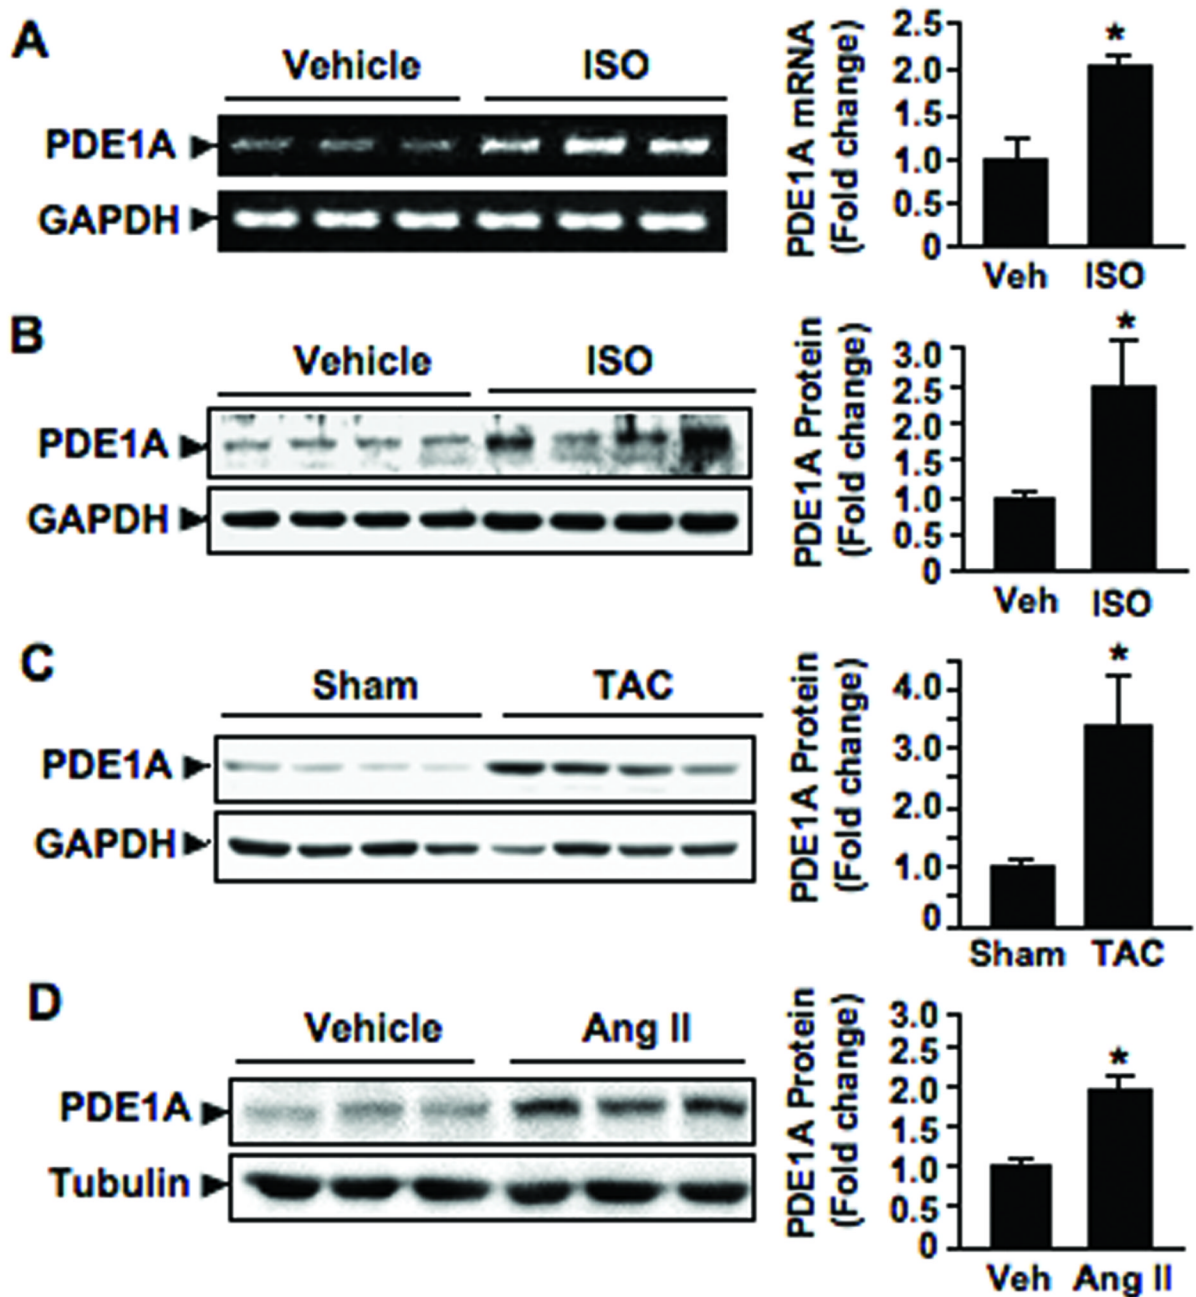 A
Vehicle ISO
PDE1A
GAPDH
PDE1A mRNA
(Fold change)
2.5
*
2.0
1.5
1.0
0.5
0
Veh ISO
B
Vehicle ISO
PDE1A
GAPDH
PDE1A Protein
(Fold change)
*
3.0
2.5
2.0
1.5
1.0
0.5
0
Veh ISO
C
Sham TAC
PDE1A
GAPDH
PDE1A Protein
(Fold change)
*
4.0
3.0
2.0
1.0
0
Sham TAC
D
Vehicle Ang II
PDE1A
Tubulin
PDE1A Protein
(Fold change)
3.0
2.5
*
2.0
1.5
1.0
0.5
0
Veh Ang II